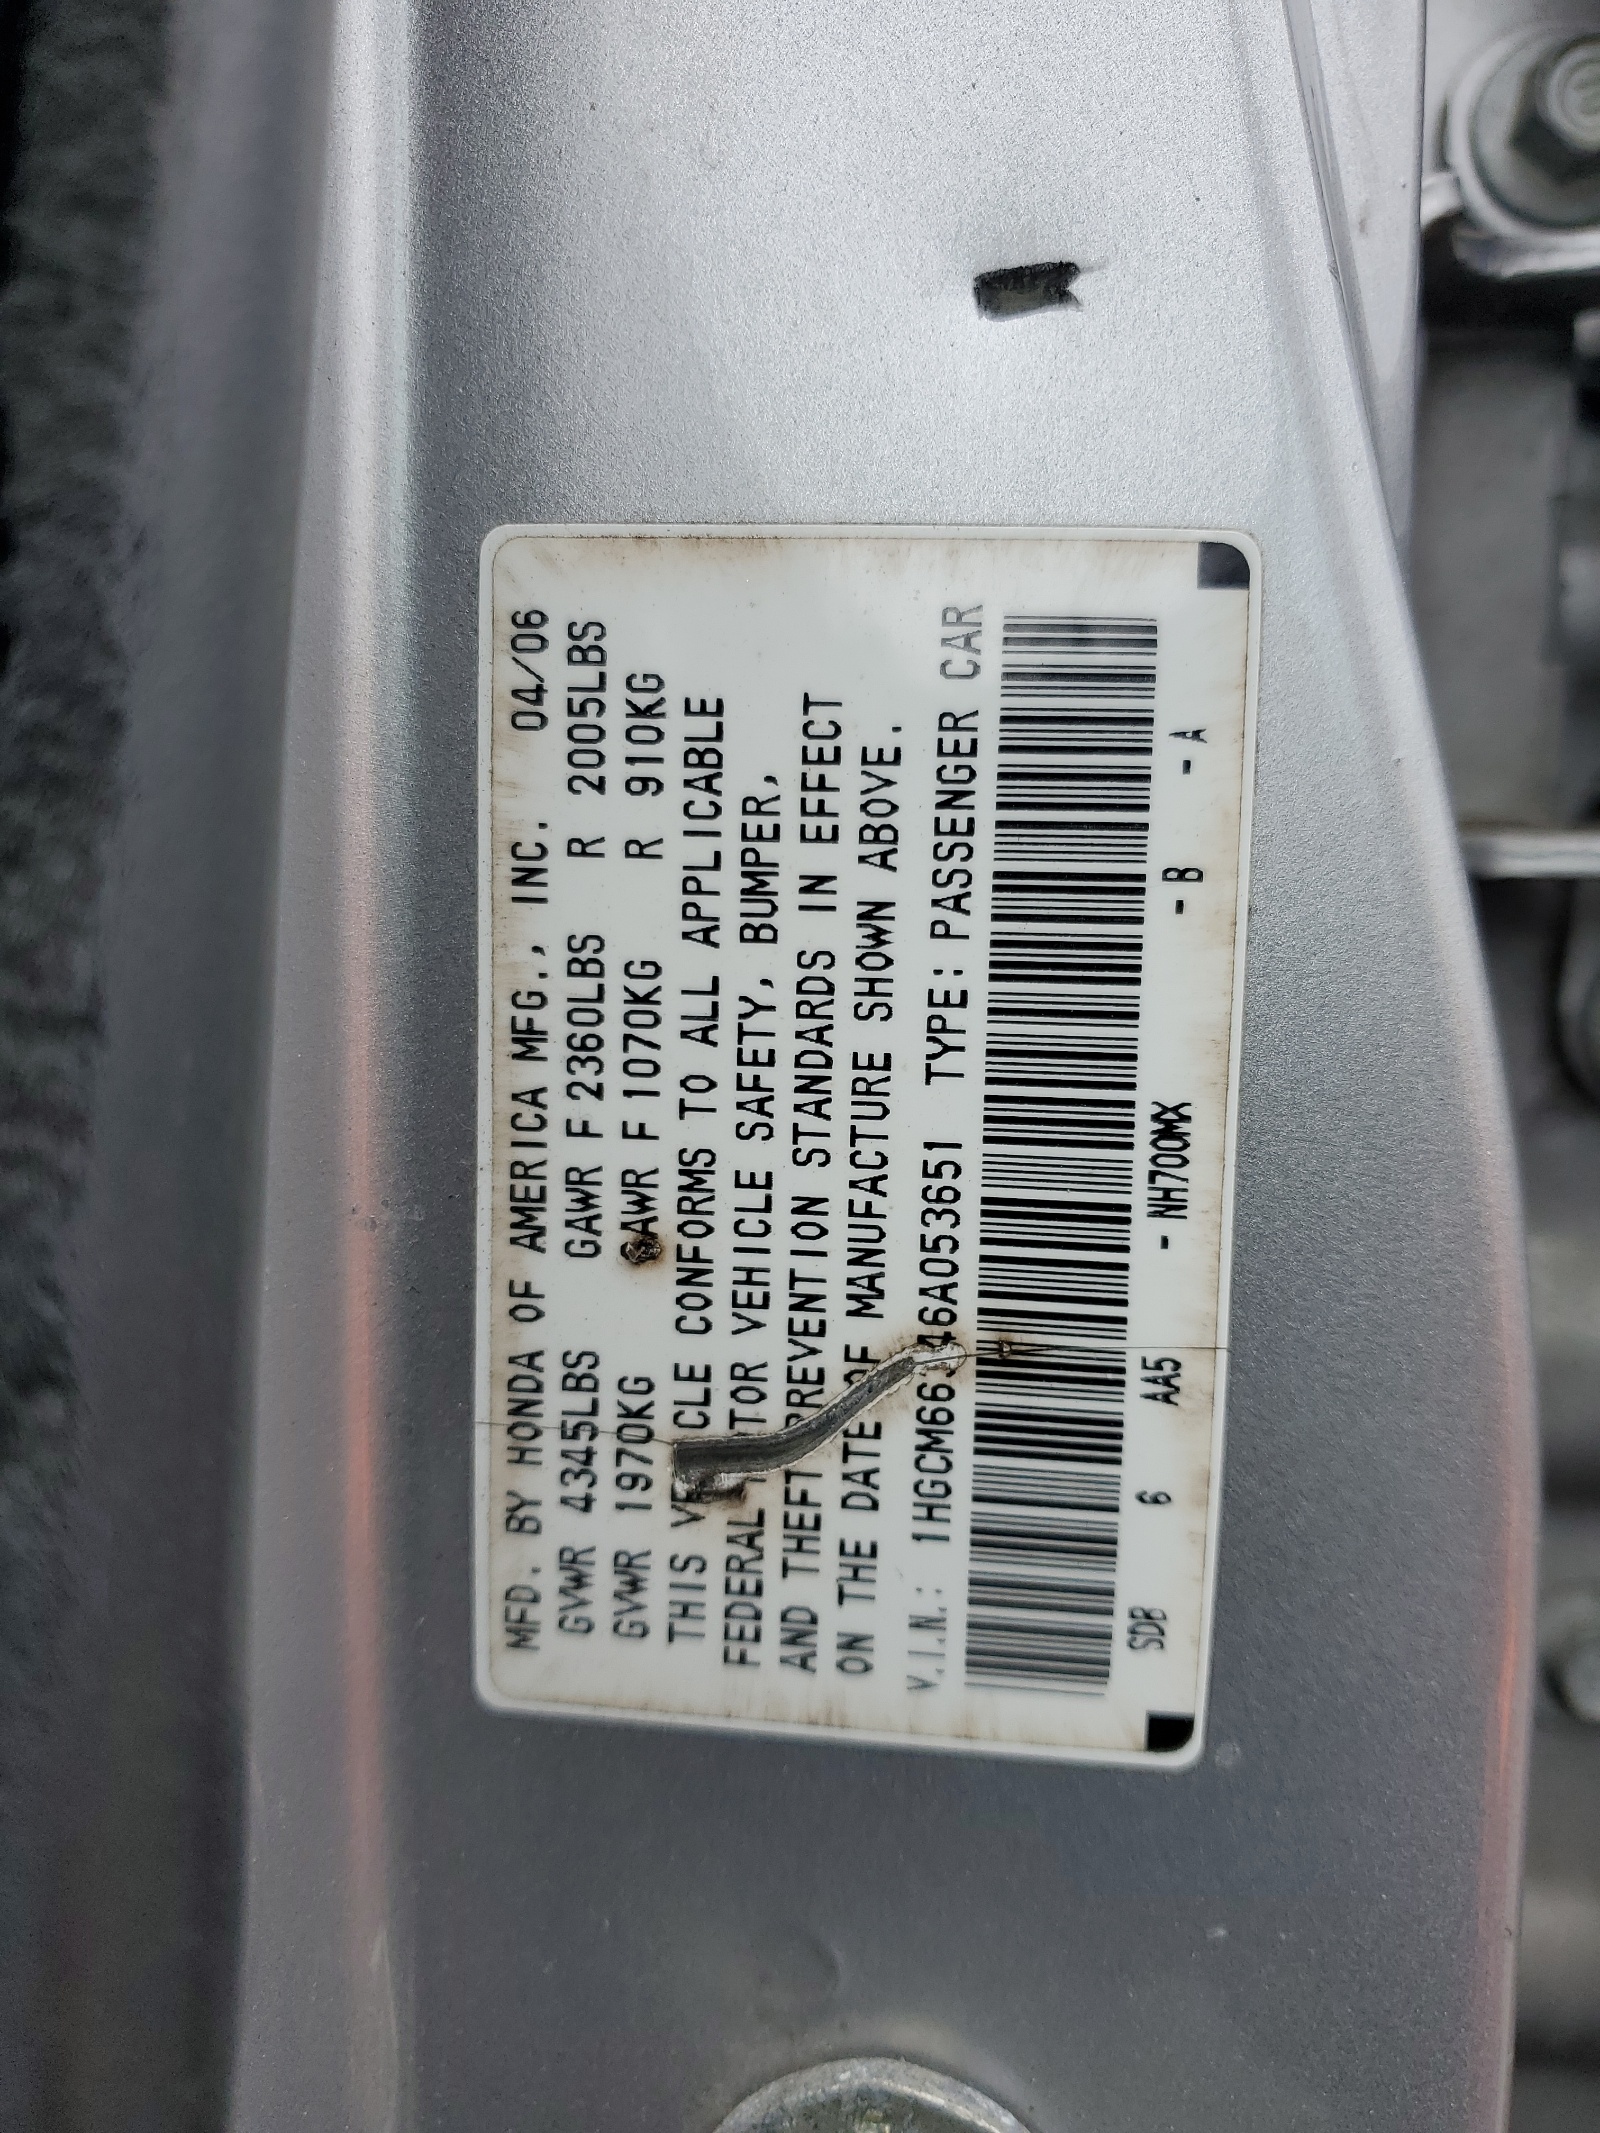 MFD. BY HONDA OF AMERICA MFG., INC. 04/06
GVWR 4345LBS GAWR F 2360LBS R 2005LBS
GVWR 1970KG GAWR F 1070KG R 910KG
THIS VEHICLE CONFORMS TO ALL APPLICABLE
FEDERAL MOTOR VEHICLE SAFETY, BUMPER,
AND THEFT PREVENTION STANDARDS IN EFFECT
ON THE DATE OF MANUFACTURE SHOWN ABOVE.
V.I.N.: 1HGCM66346A053651 TYPE: PASSENGER CAR
SDB 6 AA5 - NH700MX - B - A